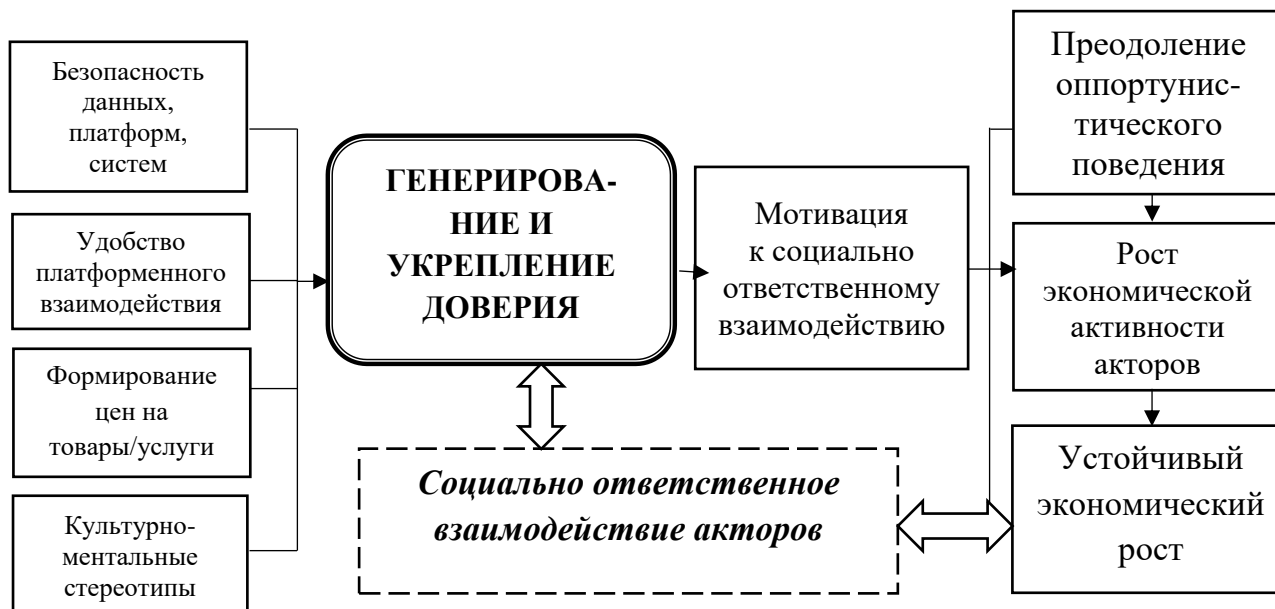 Безопасность
данных,
платформ,
систем
Удобство
платформенного
взаимодействия
Формирование
цен на
товары/услуги
Культурно-
ментальные
стереотипы
ГЕНЕРИРОВА-
НИЕ И
УКРЕПЛЕНИЕ
ДОВЕРИЯ
Социально ответственное
взаимодействие акторов
Мотивация
к социально
ответственному
взаимодействию
Преодоление
оппортунис-
тического
поведения
Рост
экономической
активности
акторов
Устойчивый
экономический
рост